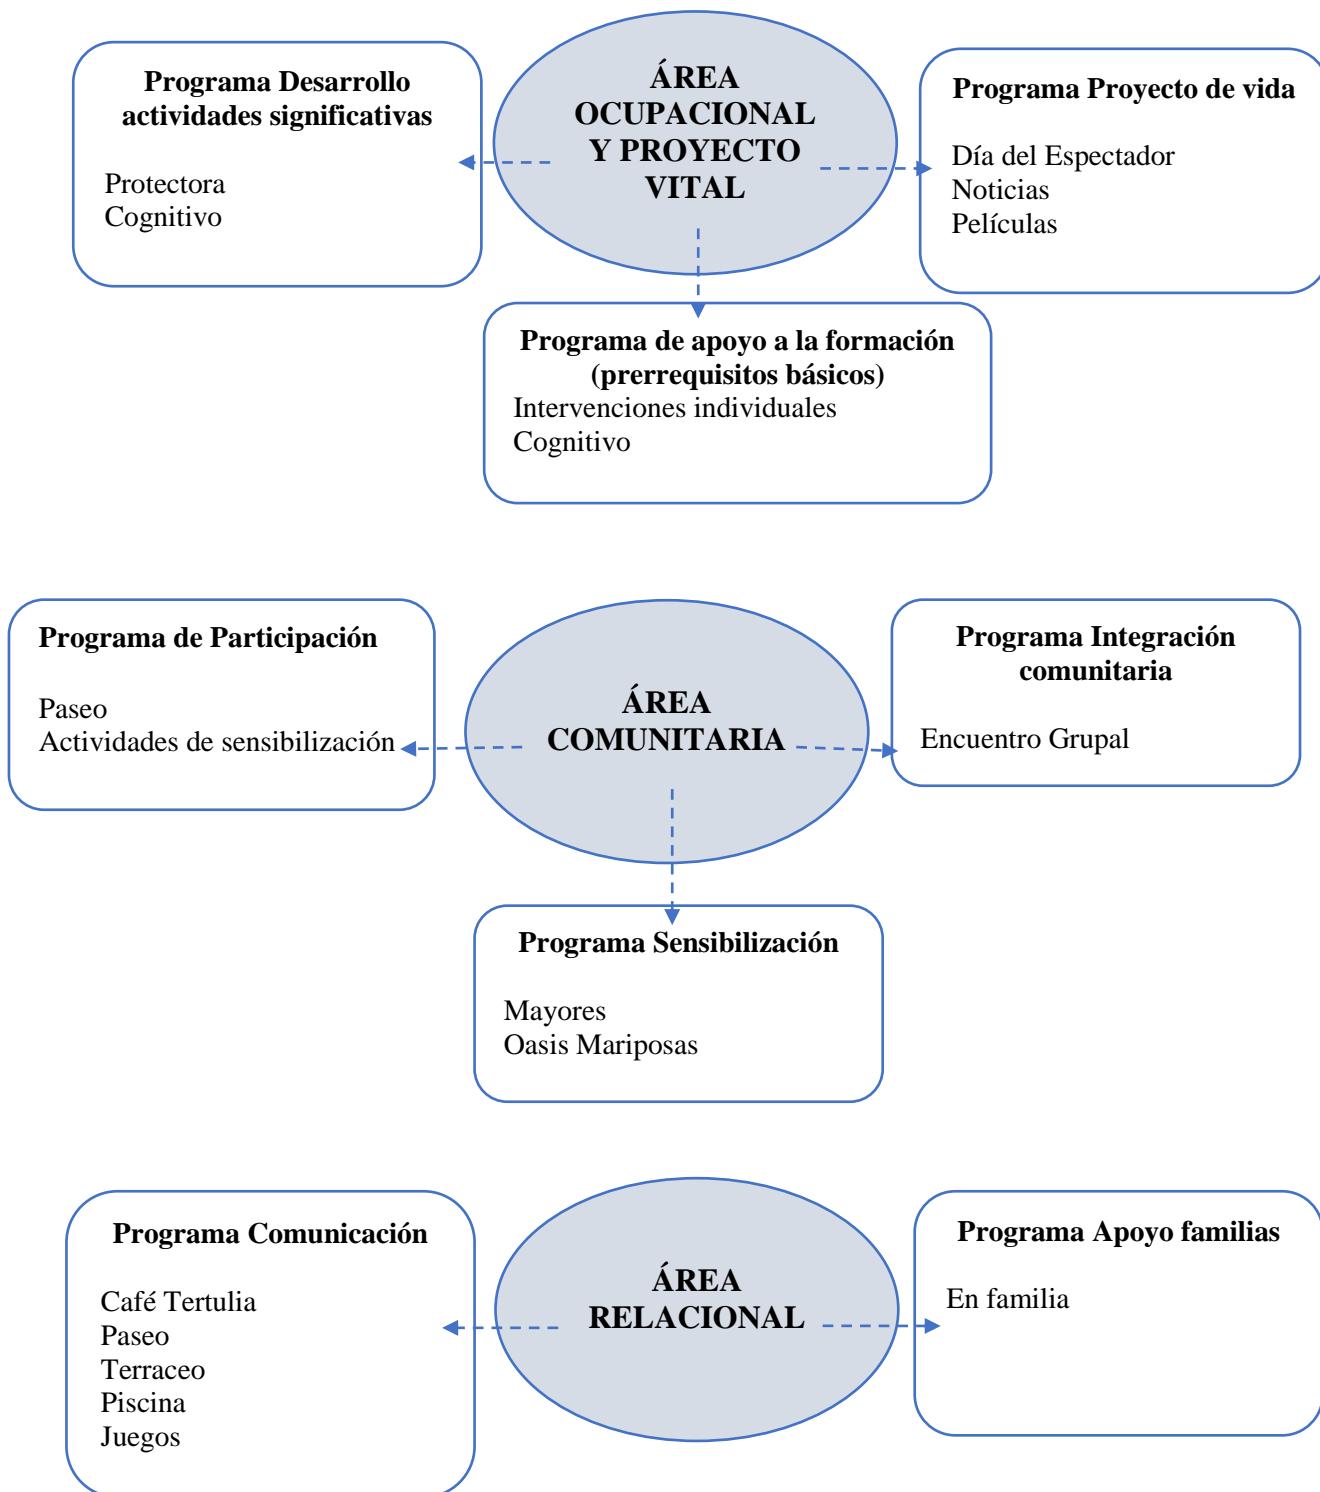 Programa Desarrollo
actividades significativas
Protectora
Cognitivo
ÁREA
OCUPACIONAL
Y PROYECTO
VITAL
Programa Proyecto de vida
Día del Espectador
Noticias
Películas
Programa de apoyo a la formación
(prerrequisitos básicos)
Intervenciones individuales
Cognitivo
Programa de Participación
Paseo
Actividades de sensibilización
ÁREA
COMUNITARIA
Programa Integración
comunitaria
Encuentro Grupal
Programa Sensibilización
Mayores
Oasis Mariposas
Programa Comunicación
Café Tertulia
Paseo
Terraceo
Piscina
Juegos
ÁREA
RELACIONAL
Programa Apoyo familias
En familia